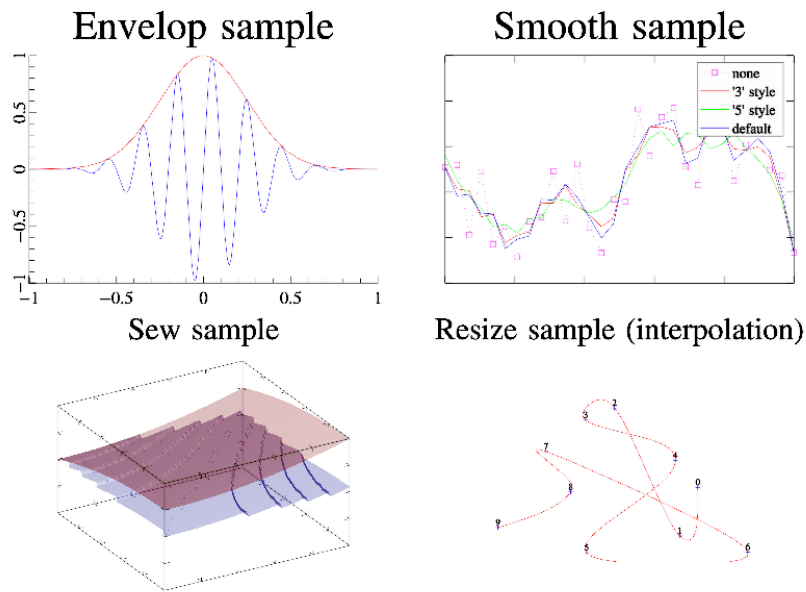 Envelop sample
1
0.5
0
−0.5
−1
−1
−0.5
0
0.5
1
Smooth sample
none
'3' style
'5' style
default
Sew sample
Resize sample (interpolation)
2
3
7
4
8
0
9
1
5
6